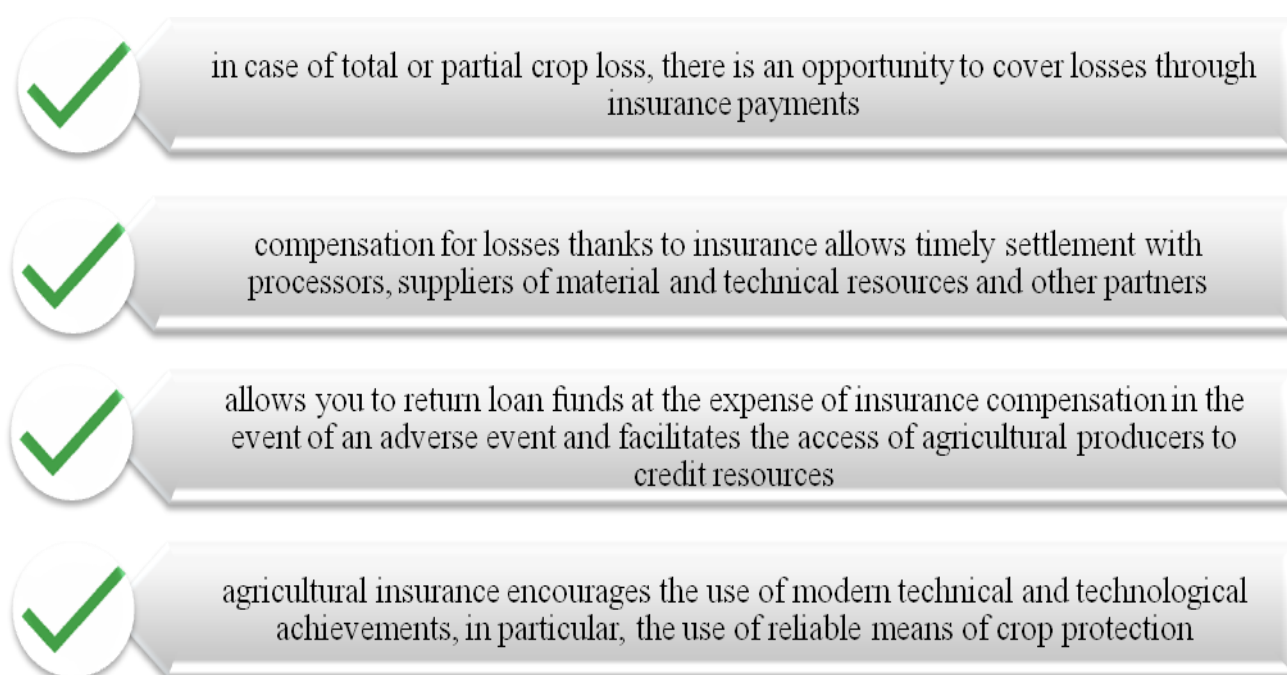 in case of total or partial crop loss, there is an opportunity to cover losses through
insurance payments
compensation for losses thanks to insurance allows timely settlement with
processors, suppliers of material and technical resources and other partners
allows you to return loan funds at the expense of insurance compensation in the
event of an adverse event and facilitates the access of agricultural producers to
credit resources
agricultural insurance encourages the use of modern technical and technological
achievements, in particular, the use of reliable means of crop protection